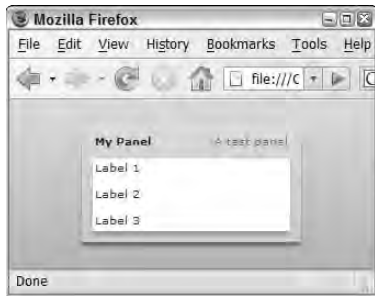 Mozilla Firefox
File Edit View History Bookmarks Tools Help
file:///C
My Panel A test panel
Label 1
Label 2
Label 3
Done